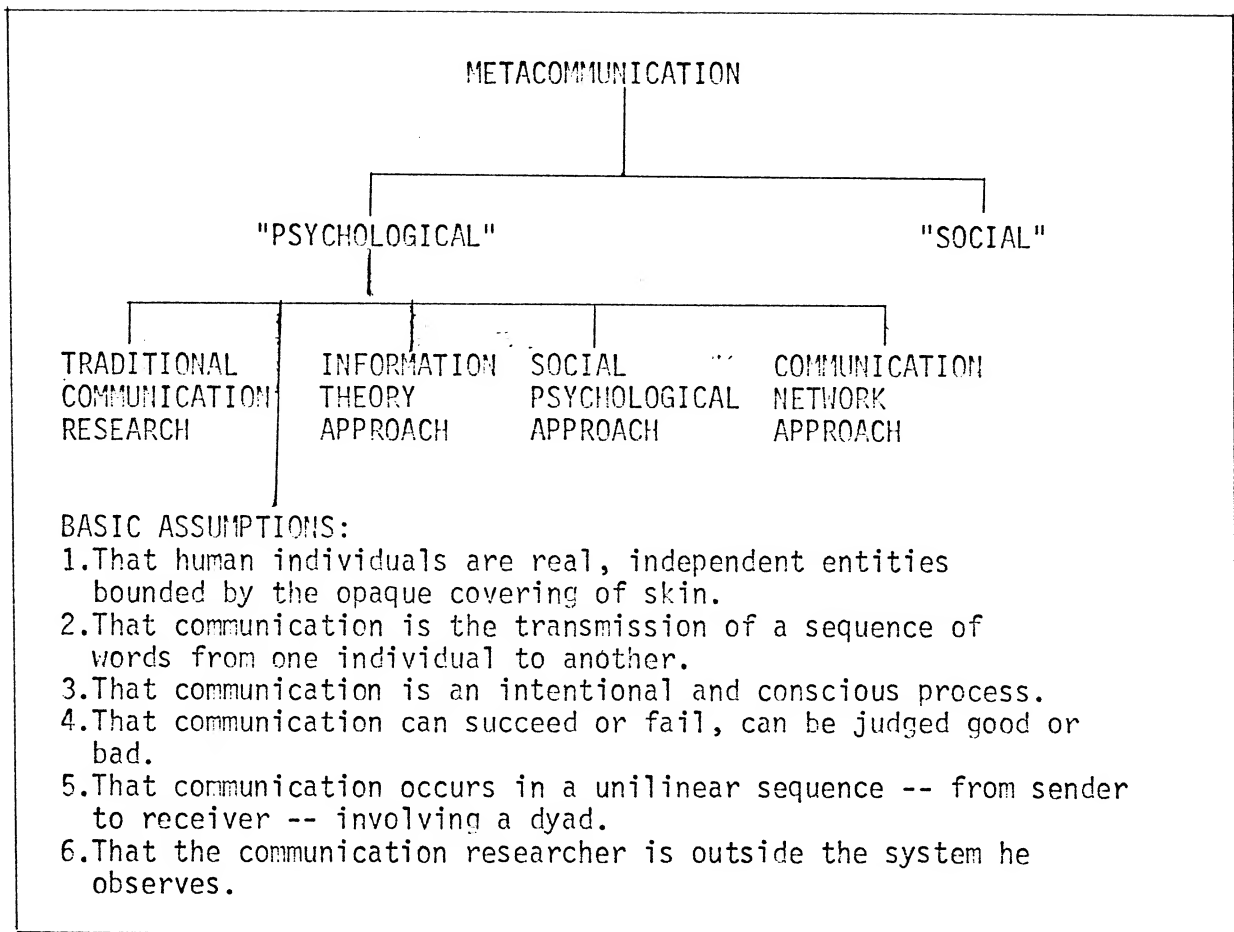 METACOMMUNICATION
"PSYCHOLOGICAL" "SOCIAL"
TRADITIONAL INFORMATION SOCIAL COMMUNICATION
COMMUNICATION THEORY PSYCHOLOGICAL NETWORK
RESEARCH APPROACH APPROACH APPROACH
BASIC ASSUMPTIONS:
1.That human individuals are real, independent entities
bounded by the opaque covering of skin.
2.That communication is the transmission of a sequence of
words from one individual to another.
3.That communication is an intentional and conscious process.
4.That communication can succeed or fail, can be judged good or
bad.
5.That communication occurs in a unilinear sequence -- from sender
to receiver -- involving a dyad.
6.That the communication researcher is outside the system he
observes.